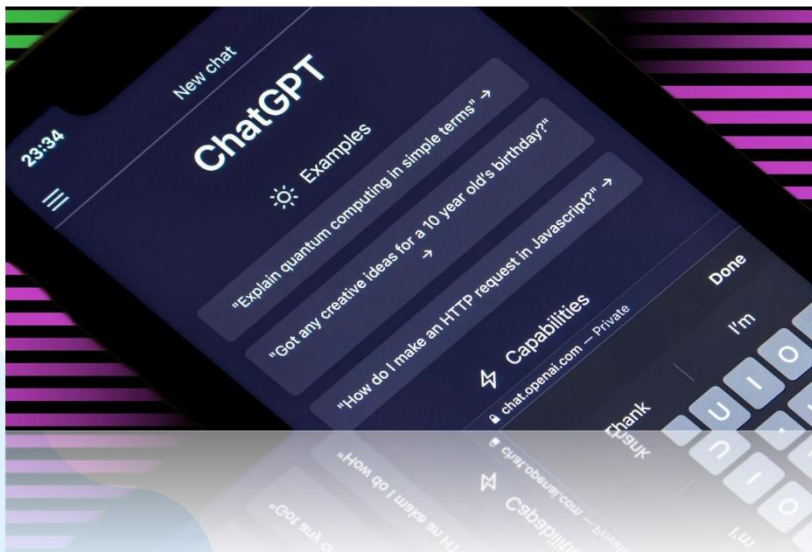 23:34
New chat
ChatGPT
Examples
"Explain quantum computing in simple terms" →
"Got any creative ideas for a 10 year old's birthday?"
→
"How do I make an HTTP request in Javascript?" →
Capabilities
chat.openai.com — Private
Done
Thank
I'm
U I O